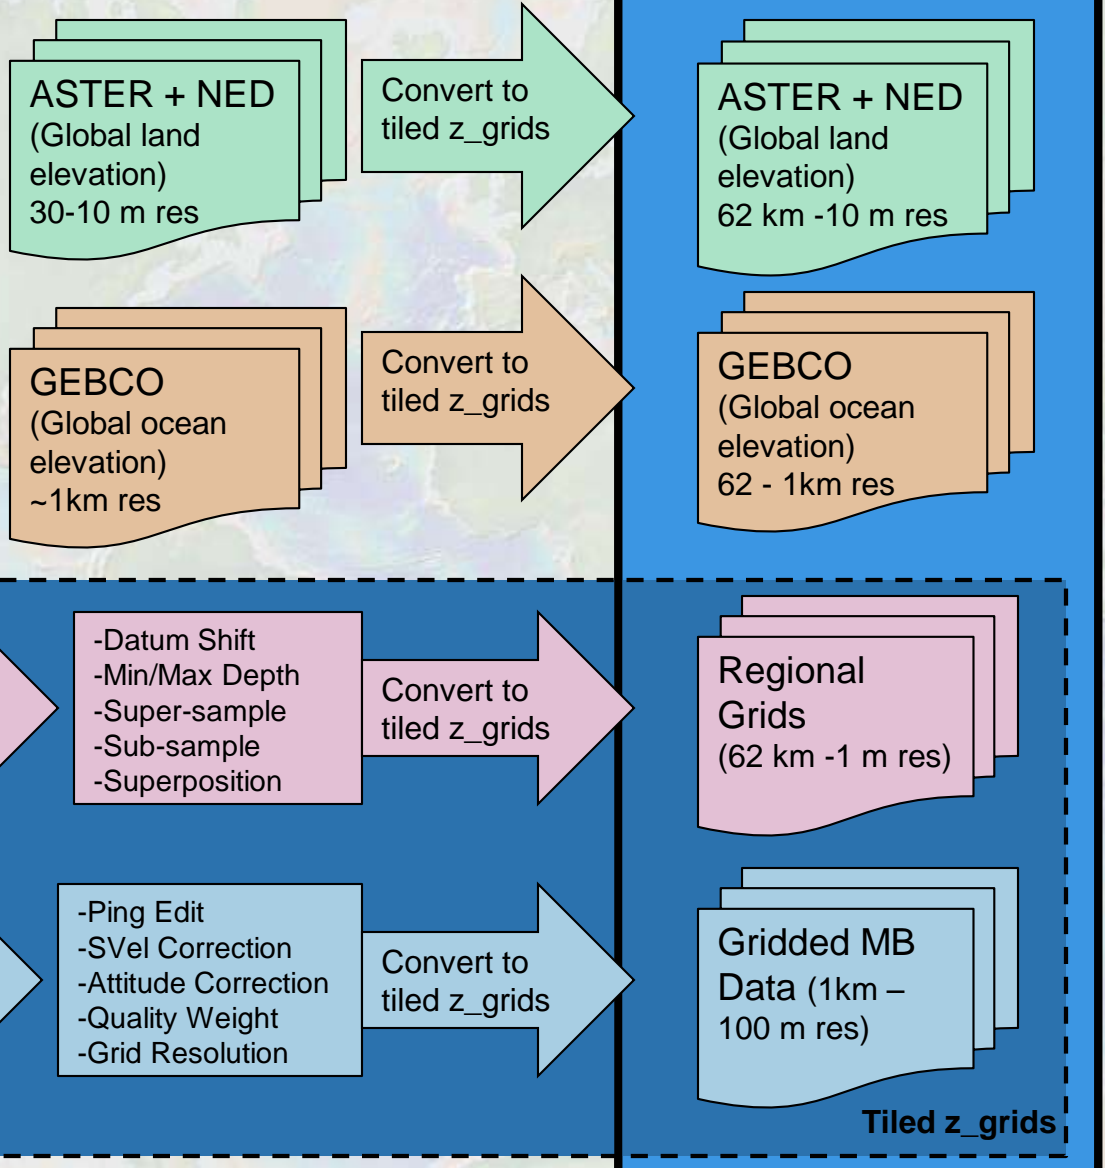 ASTER + NED
(Global land
elevation)
30-10 m res
Convert to
tiled z_grids
ASTER + NED
(Global land
elevation)
62 km -10 m res
GEBCO
(Global ocean
elevation)
~1km res
Convert to
tiled z_grids
GEBCO
(Global ocean
elevation)
62 - 1km res
-Datum Shift
-Min/Max Depth
-Super-sample
-Sub-sample
-Superposition
Convert to
tiled z_grids
Regional
Grids
(62 km -1 m res)
-Ping Edit
-SVel Correction
-Attitude Correction
-Quality Weight
-Grid Resolution
Convert to
tiled z_grids
Gridded MB
Data (1km –
100 m res)
Tiled z_grids